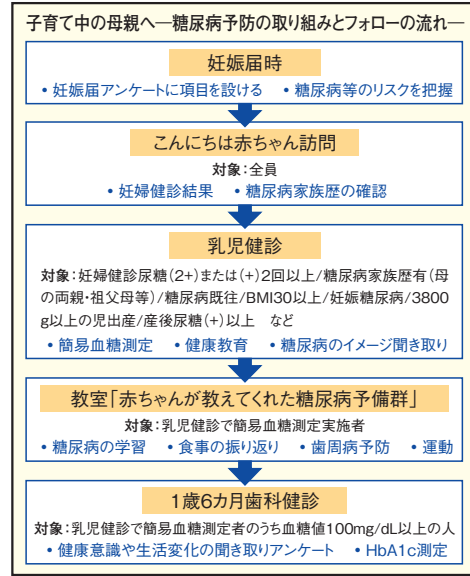 子育て中の母親へ―糖尿病予防の取り組みとフォローの流れ―
妊娠届時
• 妊娠届アンケートに項目を設ける • 糖尿病等のリスクを把握
こんにちは赤ちゃん訪問
対象：全員
• 妊婦健診結果 • 糖尿病家族歴の確認
乳児健診
対象：妊婦健診尿糖(2+)または(+)2回以上/糖尿病家族歴有(母
の両親・祖父母等)/糖尿病既往/BMI30以上/妊娠糖尿病/3800
g以上の児出産/産後尿糖(+)以上 など
• 簡易血糖測定 • 健康教育 • 糖尿病のイメージ聞き取り
教室「赤ちゃんが教えてくれた糖尿病予備群」
対象：乳児健診で簡易血糖測定実施者
• 糖尿病の学習 • 食事の振り返り • 歯周病予防 • 運動
1歳6カ月歯科健診
対象：乳児健診で簡易血糖測定者のうち血糖値100mg/dL以上の人
• 健康意識や生活変化の聞き取りアンケート • HbA1c測定